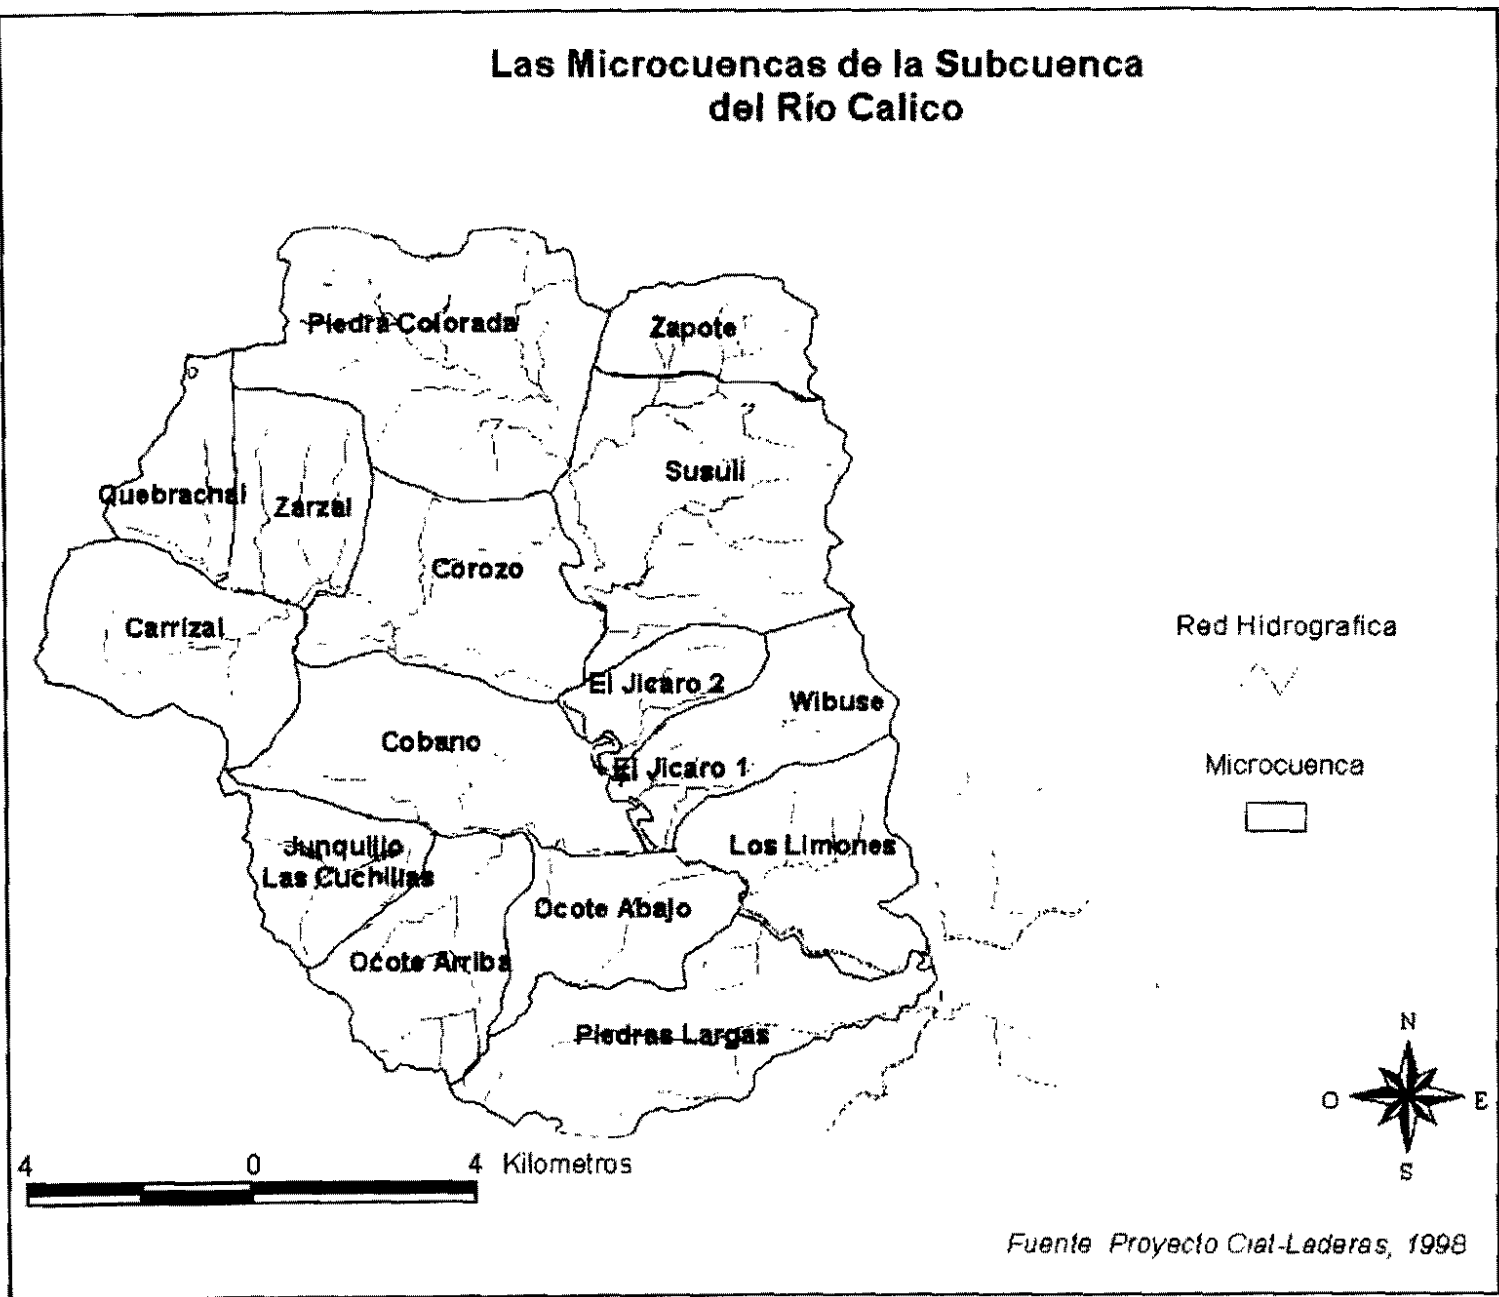 Las Microcuencas de la Subcuenca
del Río Calico
Piedra Colorada
Zapote
Susuli
Quebrachal
Zarzal
Corozo
Carrizal
Red Hidrografica
El Jicaro 2
Wibuse
Cobano
El Jicaro 1
Microcuenca
Junquillo
Las Cuchillas
Los Limones
Ocote Abajo
Ocote Arriba
Piedras Largas
N
O E
S
4 0 4 Kilometros
Fuente Proyecto Ciat-Laderas, 1998